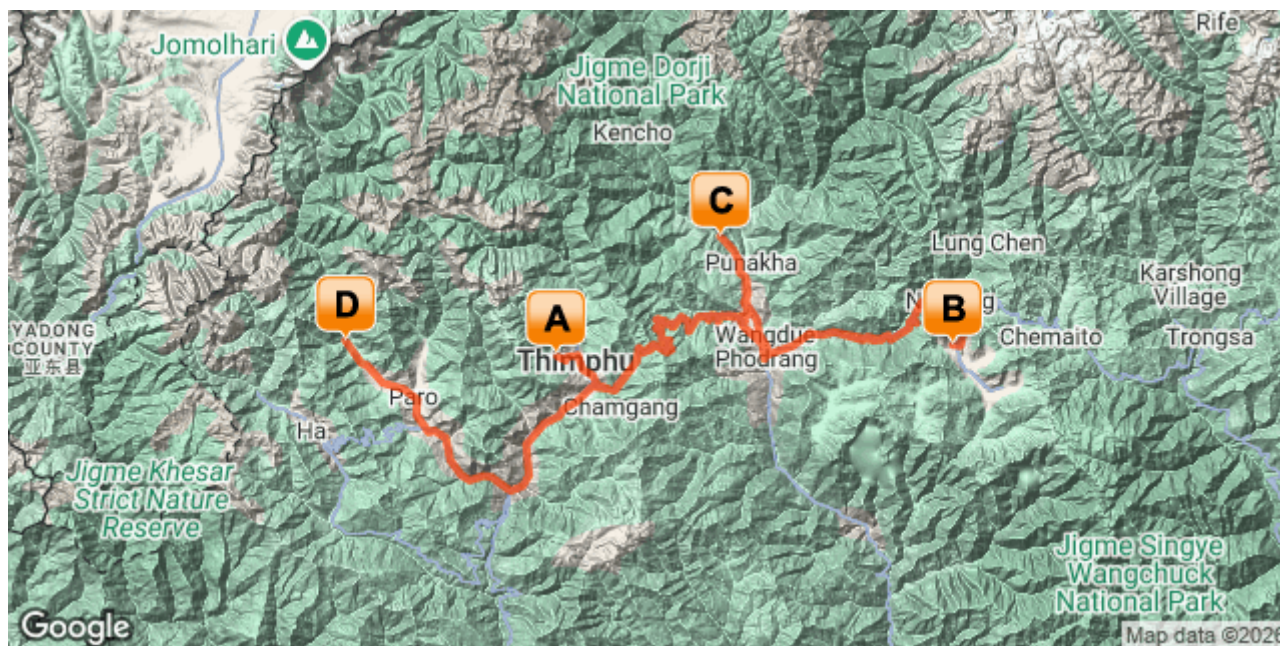 Rife
Jomolhari
Jigme Dorji
National Park
Kencho
C
Lung Chen
Punakha
Karshong
Village
D
A
B
YADONG
COUNTY
亚东县
Thimphu
Wangdue
Phodrang
Chemaito
Trongsa
Paro
Chamgang
Ha
Jigme Khesar
Strict Nature
Reserve
Jigme Singye
Wangchuck
National Park
Google
Map data ©2026